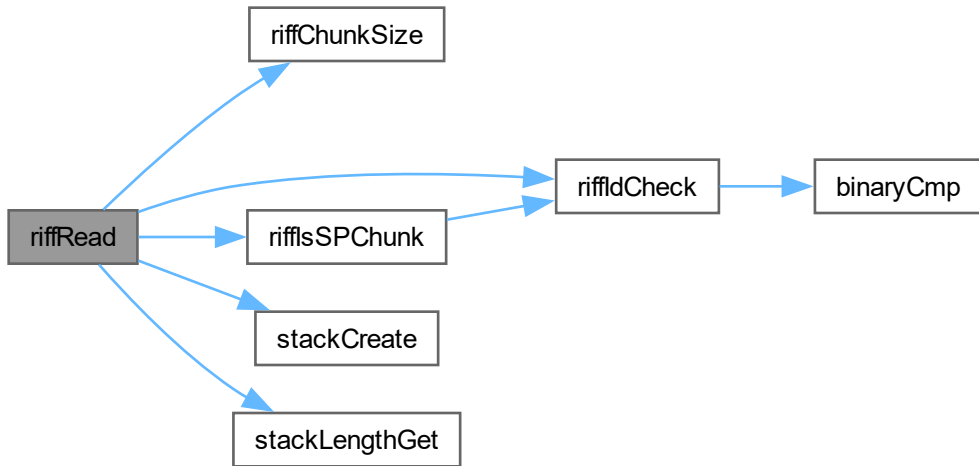 riffChunkSize
riffIdCheck
binaryCmp
riffRead
riffIsSPChunk
stackCreate
stackLengthGet